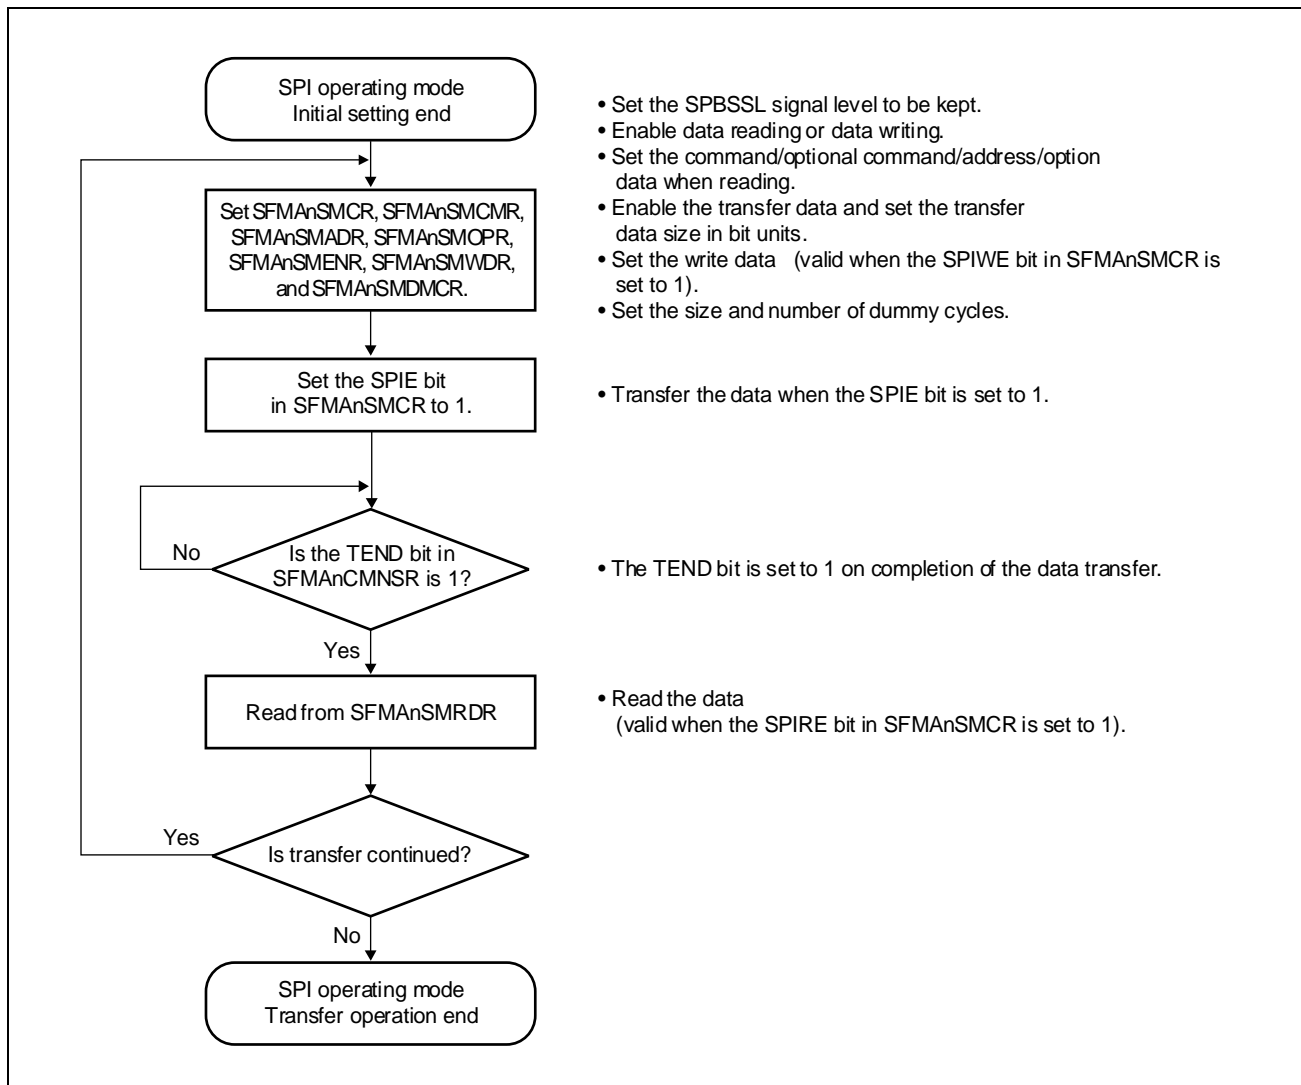 SPI operating mode
Initial setting end
• Set the SPBSSL signal level to be kept.
• Enable data reading or data writing.
• Set the command/optional command/address/option
data when reading.
• Enable the transfer data and set the transfer
data size in bit units.
• Set the write data (valid when the SPIWE bit in SFMAnSMCR is
set to 1).
• Set the size and number of dummy cycles.
Set SFMAnSMCR, SFMAnSMCMR,
SFMAnSMADR, SFMAnSMOPR,
SFMAnSMENR, SFMAnSMWDR,
and SFMAnSMDMCR.
Set the SPIE bit
in SFMAnSMCR to 1.
• Transfer the data when the SPIE bit is set to 1.
No
Is the TEND bit in
SFMAnCMNSR is 1?
• The TEND bit is set to 1 on completion of the data transfer.
Yes
Read from SFMAnSMRDR
• Read the data
(valid when the SPIRE bit in SFMAnSMCR is set to 1).
Yes
Is transfer continued?
No
SPI operating mode
Transfer operation end